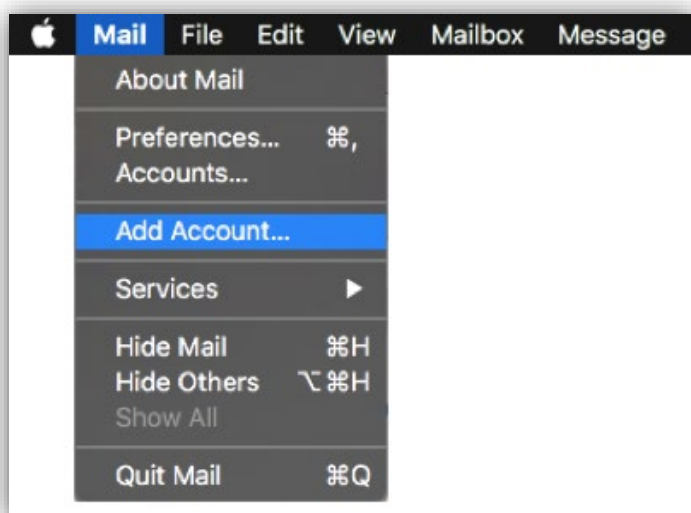 Mail File Edit View Mailbox Message
About Mail
Preferences... ⌘,
Accounts...
Add Account...
Services ▶
Hide Mail ⌘H
Hide Others ⌥⌘H
Show All
Quit Mail ⌘Q